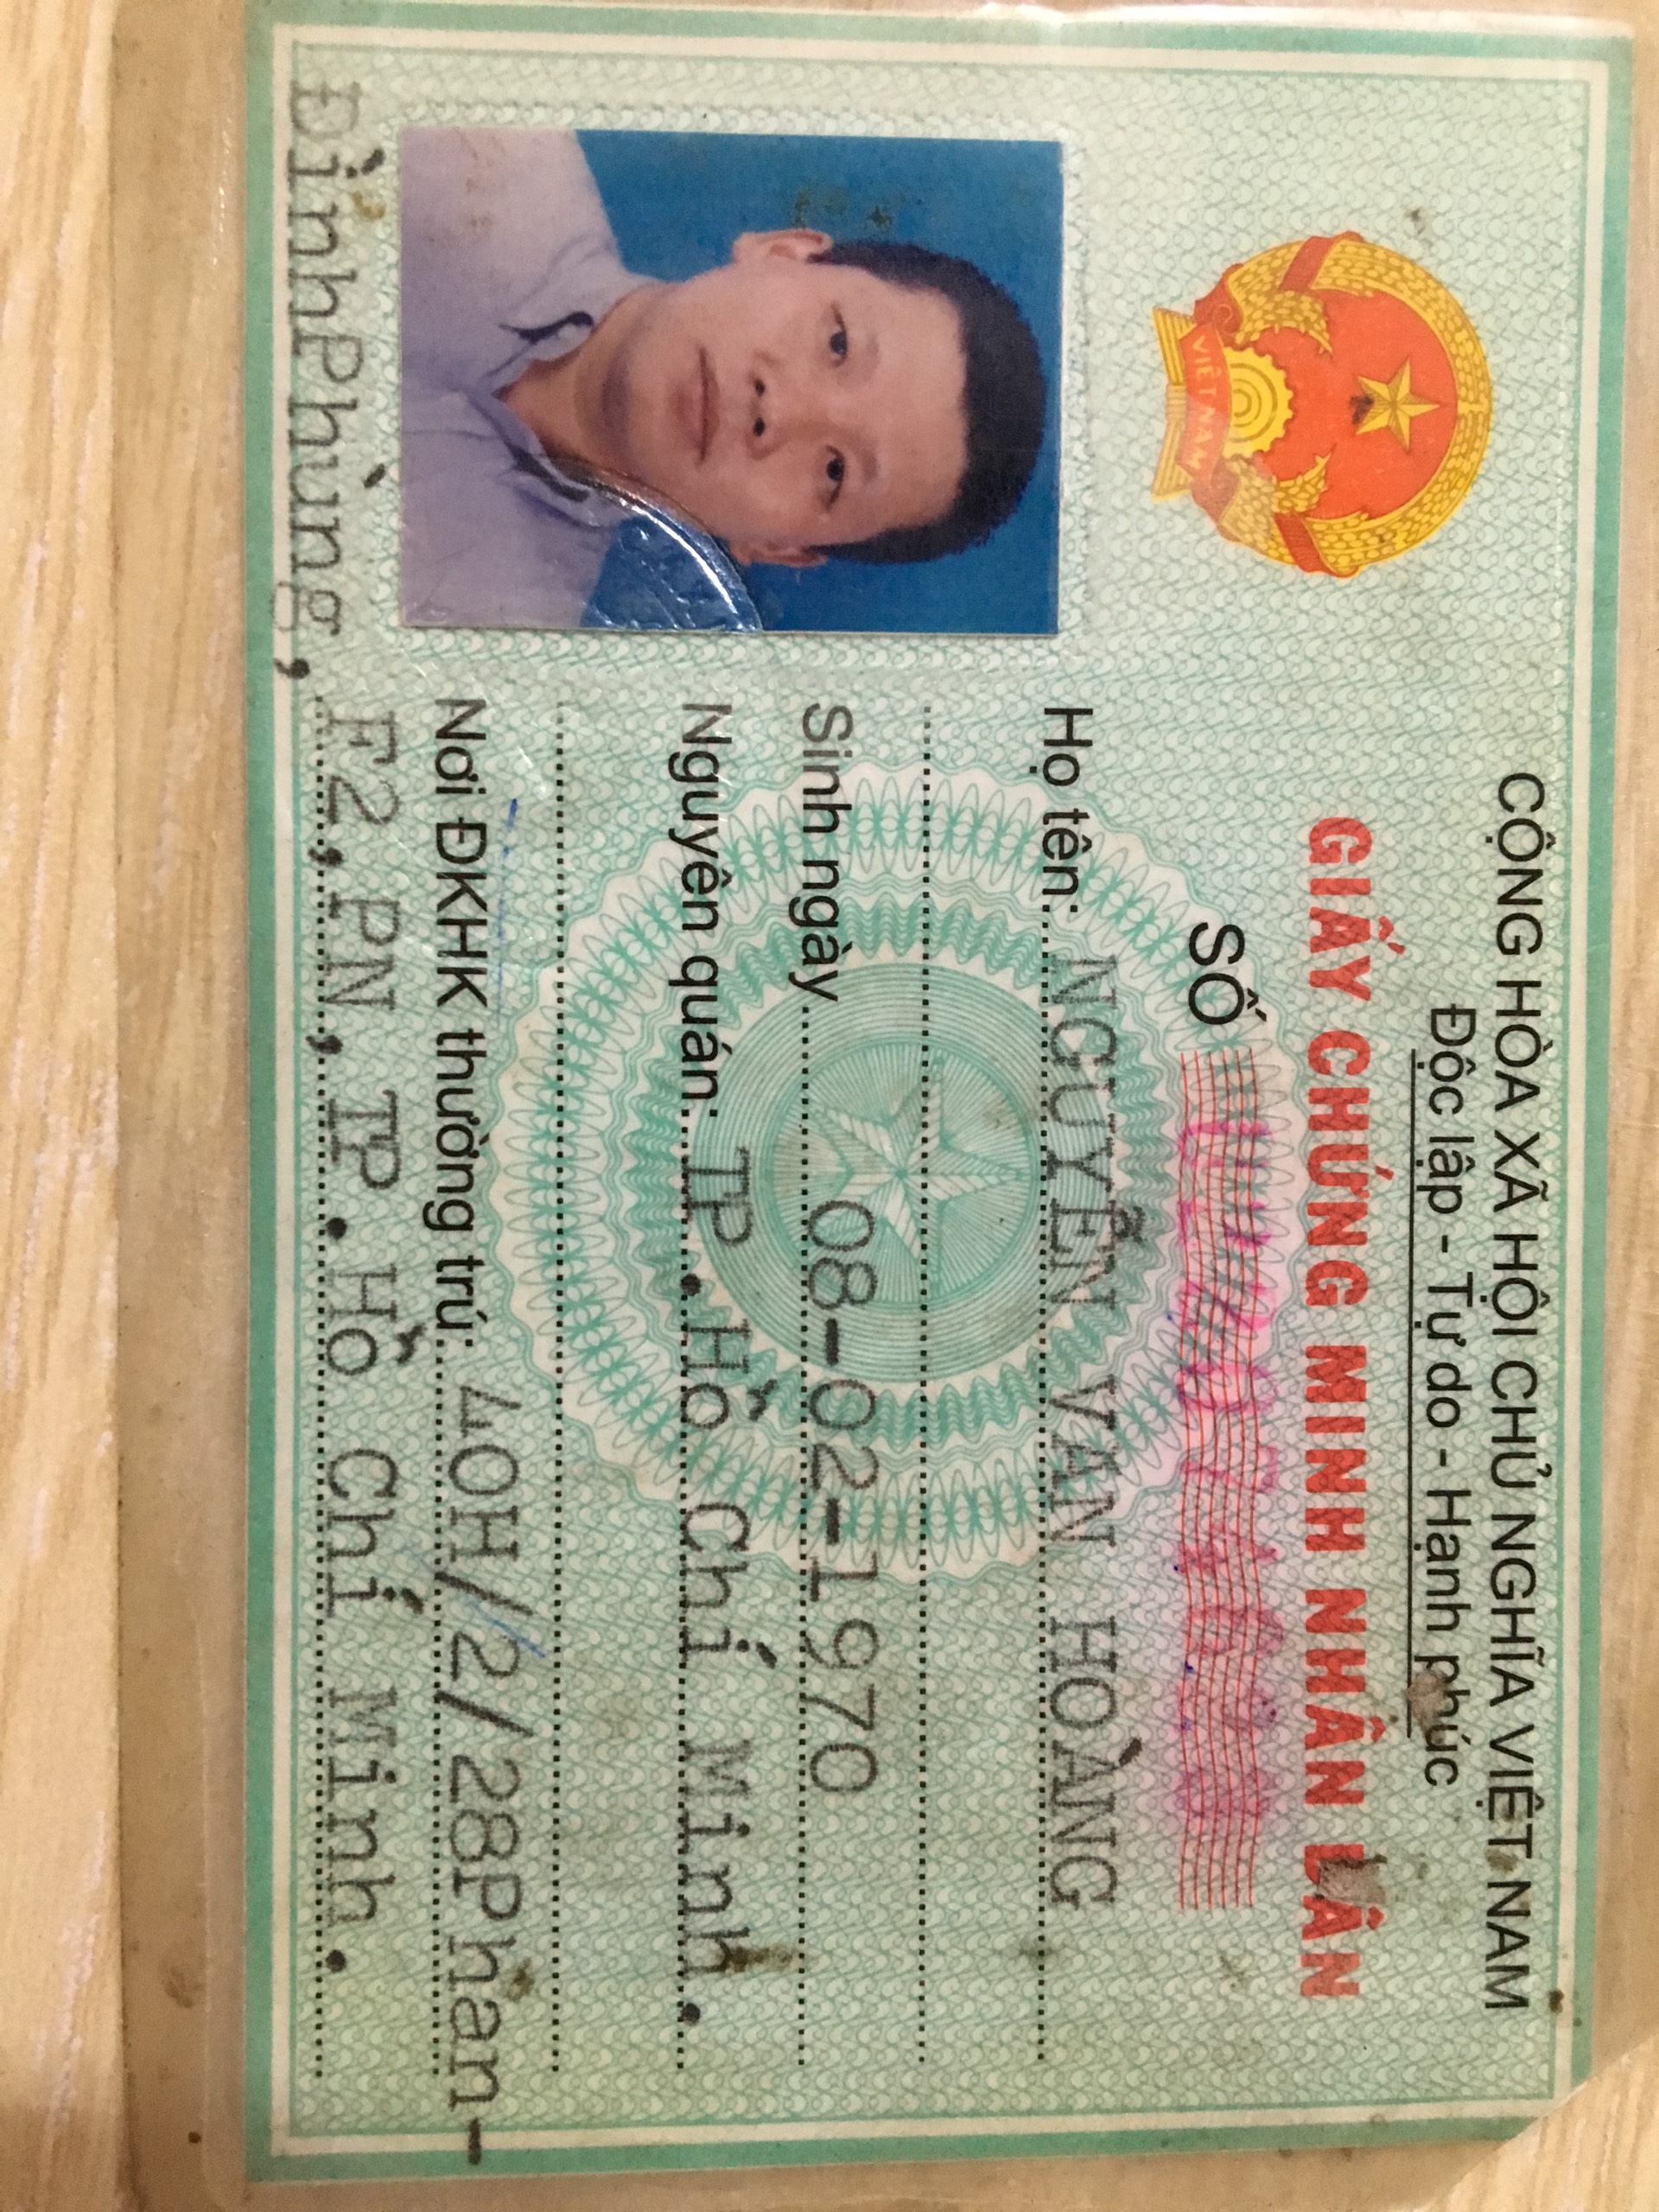 CỘNG HÒA XÃ HỘI CHỦ NGHĨA VIỆT NAM
Độc lập - Tự do - Hạnh phúc
GIẤY CHỨNG MINH NHÂN DÂN
VIỆT NAM
SỐ
Họ tên: NGUYỄN VĂN HOÀNG
Sinh ngày 08-02-1970
Nguyên quán: TP.Hồ Chí Minh.
Nơi ĐKHK thường trú: 40H/2/28Phan-
ĐìnhPhùng, F2,PN,TP.Hồ Chí Minh.